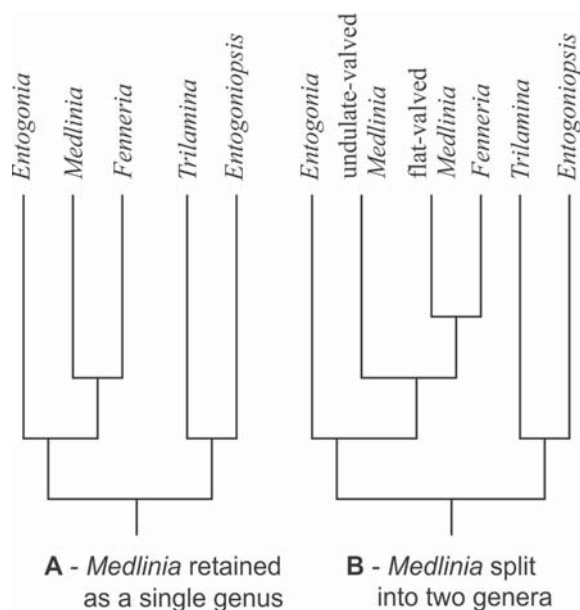 Entogonia
Medlinia
Fenneria
Trilamina
Entogoniopsis
Entogonia
undulate-valved
Medlinia
flat-valved
Medlinia
Fenneria
Trilamina
Entogoniopsis
A - Medlinia retained
as a single genus
B - Medlinia split
into two genera